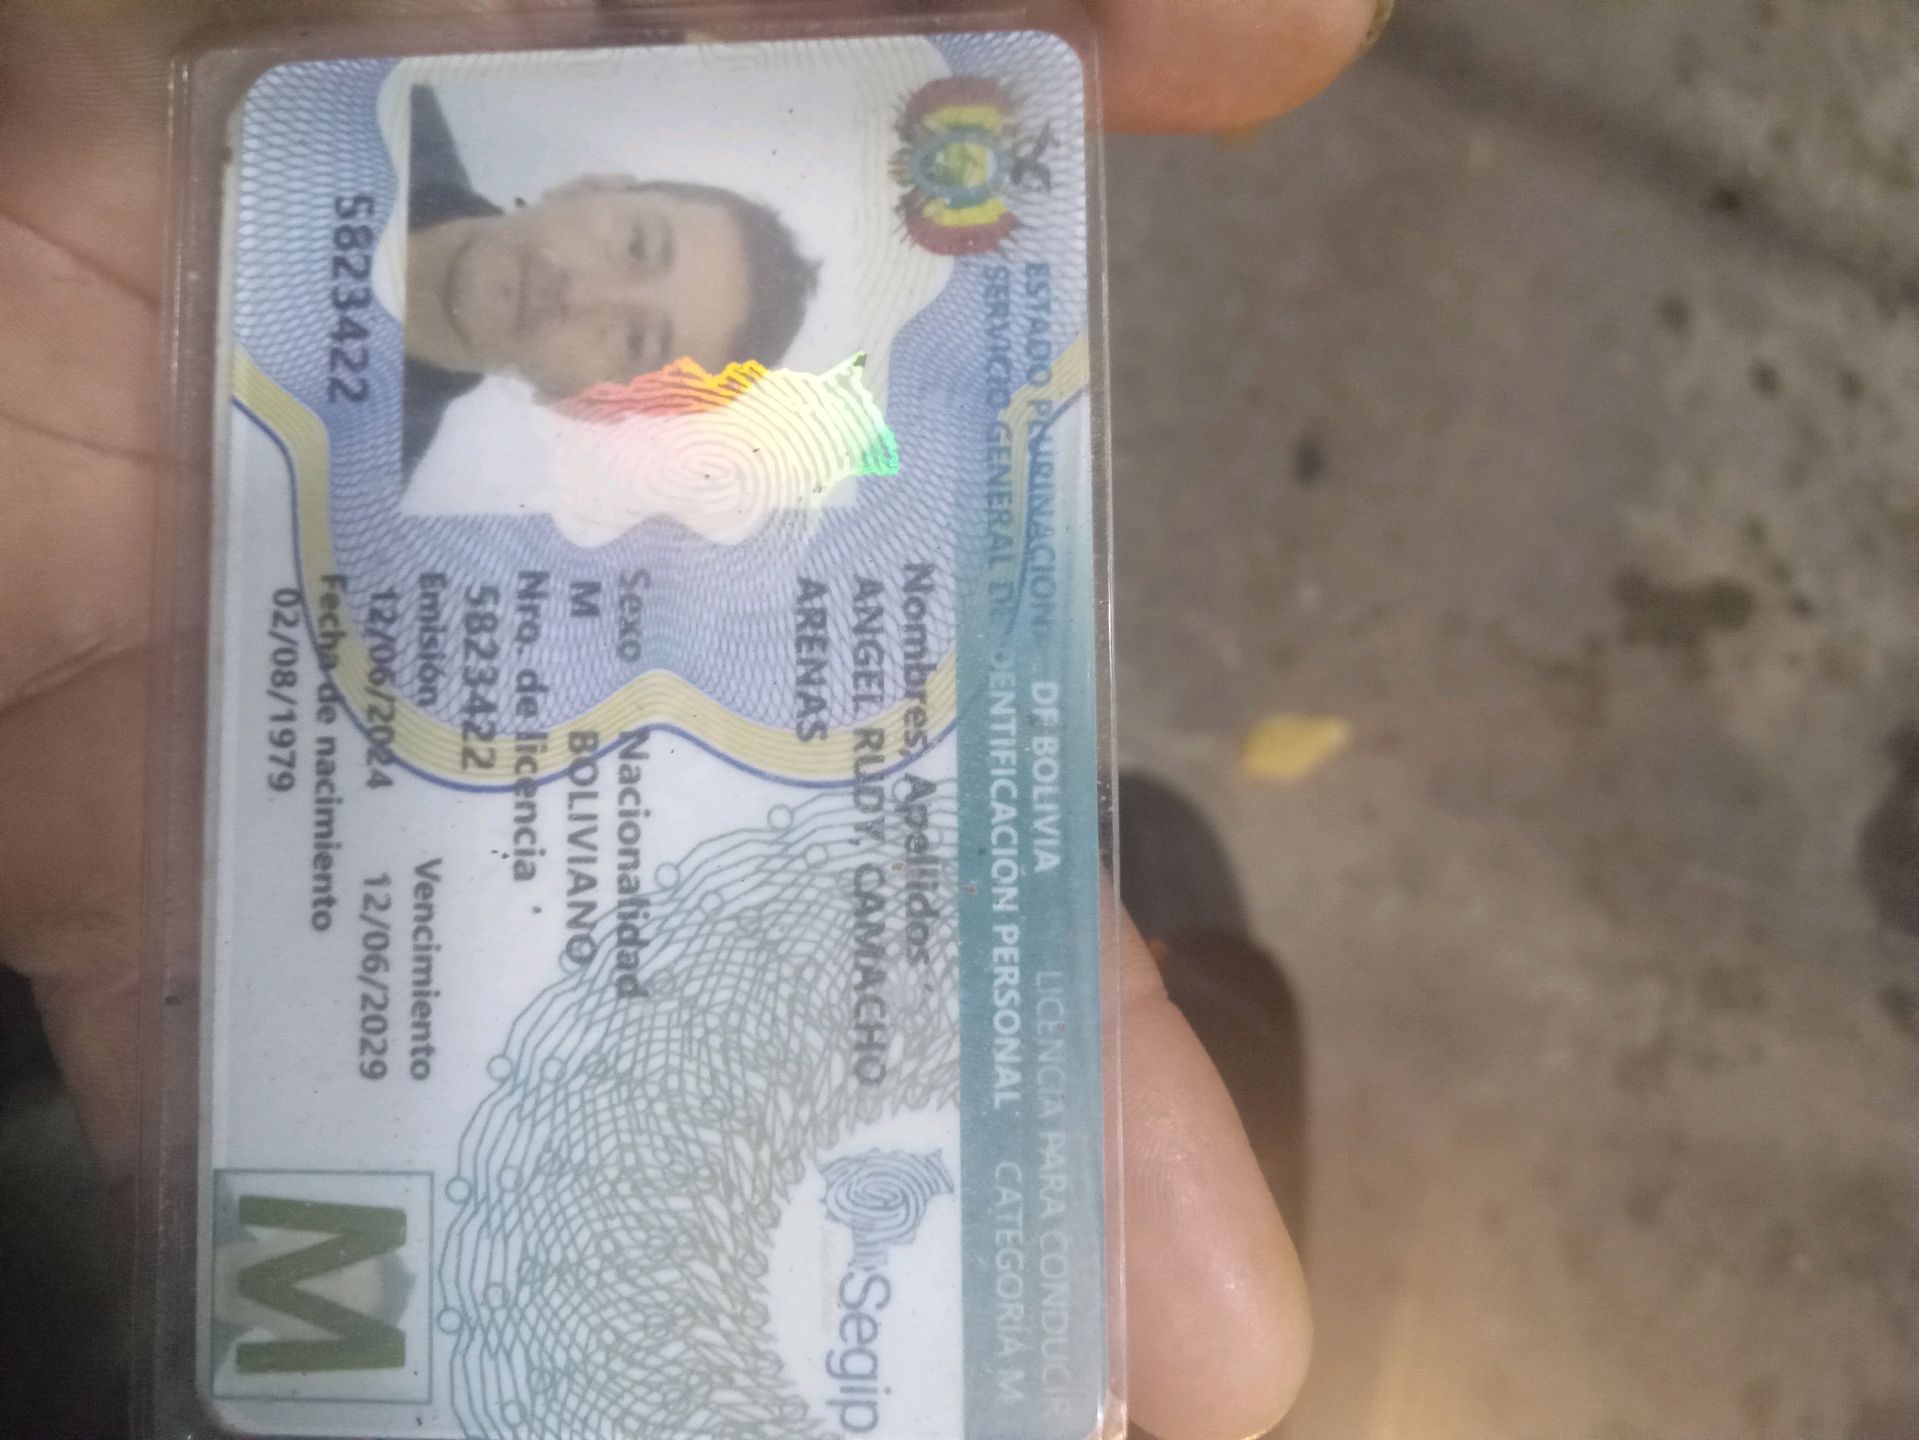 ESTADO PLURINACIONAL DE BOLIVIA LICENCIA PARA CONDUCIR
SERVICIO GENERAL DE IDENTIFICACIÓN PERSONAL CATEGORÍA M
Nombres, Apellidos
ANGEL RUDY, CAMACHO
ARENAS
Sexo Nacionalidad
M BOLIVIANO
Nro. de licencia
5823422
Emisión Vencimiento
12/06/2024 12/06/2029
Fecha de nacimiento
02/08/1979
5823422
Segip
M